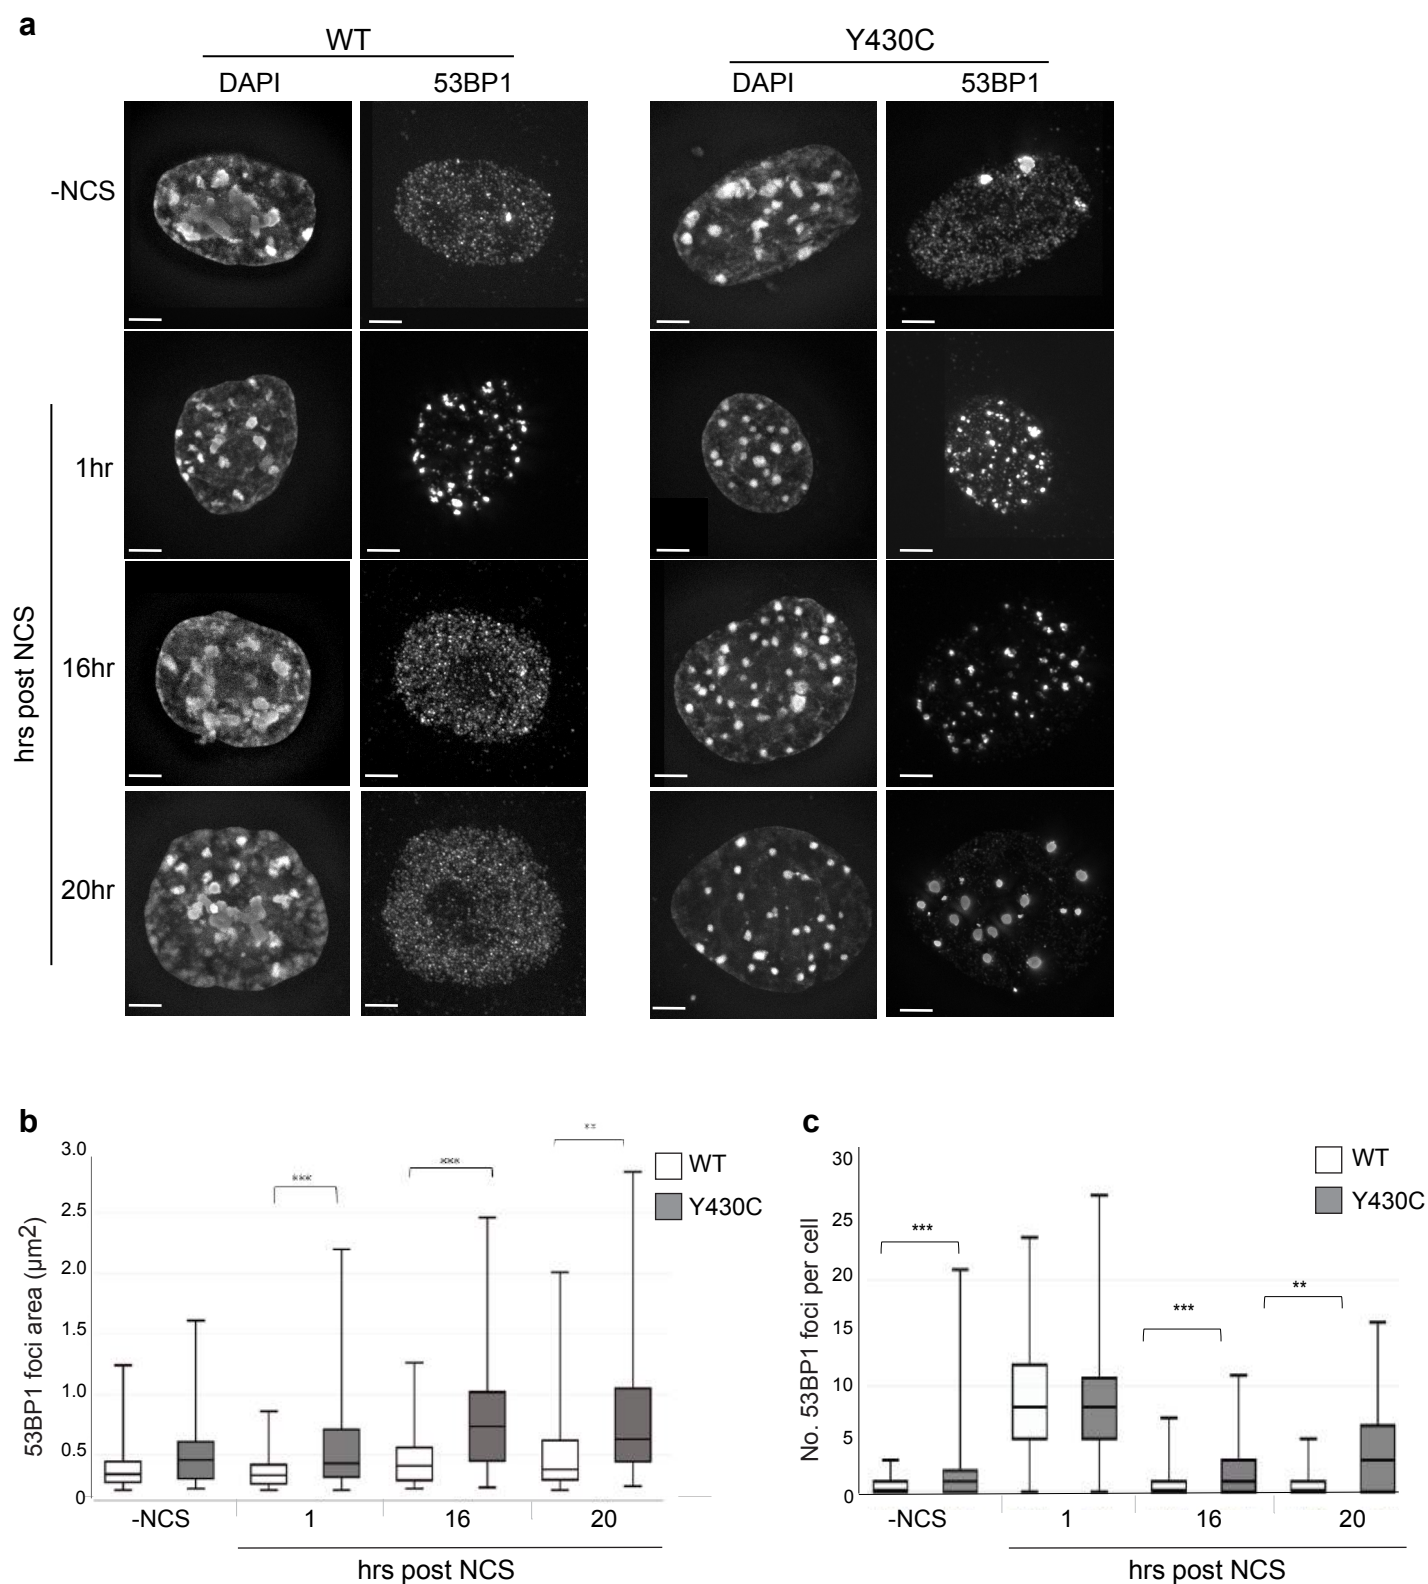 a
WT
Y430C
DAPI
53BP1
DAPI
53BP1
-NCS
1hr
16hr
20hr
hrs post NCS
b
53BP1 foci area (µm2)
3.0
2.5
2.0
1.5
1.0
0.5
0
***
***
**
WT
Y430C
-NCS
1
16
20
hrs post NCS
c
No. 53BP1 foci per cell
30
25
20
15
10
5
0
***
***
**
WT
Y430C
-NCS
1
16
20
hrs post NCS